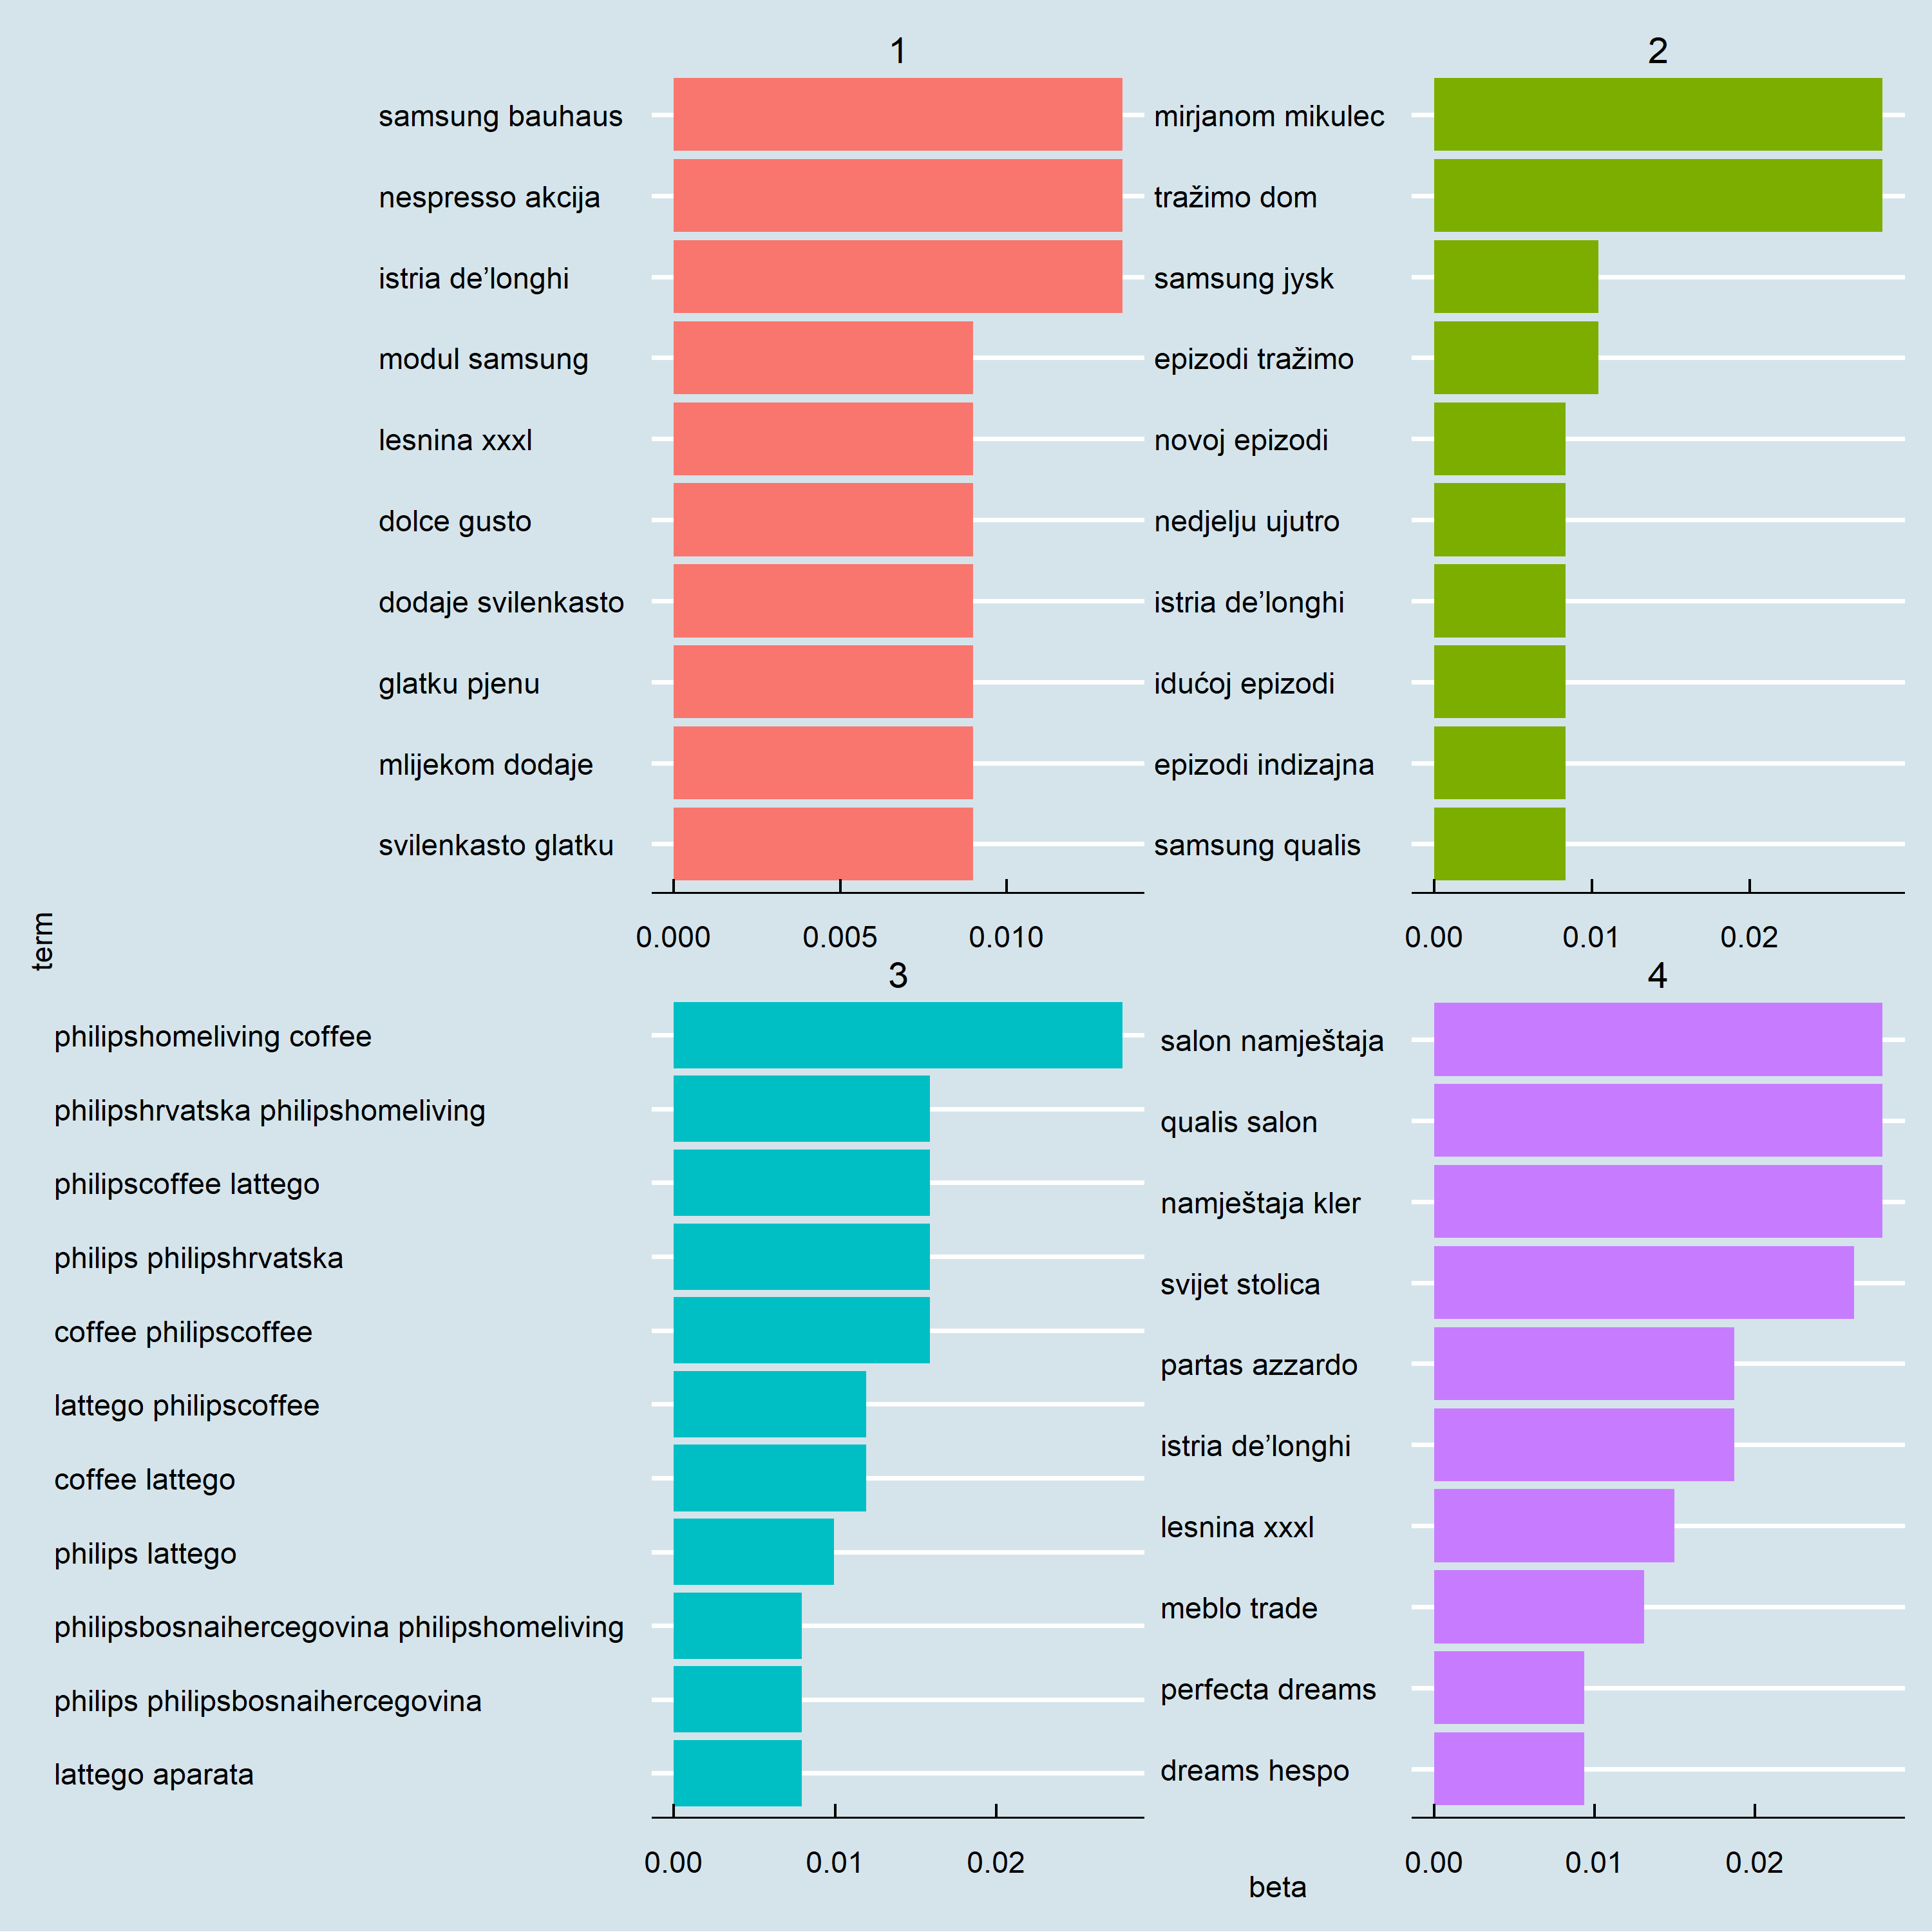 1
samsung bauhaus
nespresso akcija
istria de’longhi
modul samsung
lesnina xxxl
dolce gusto
dodaje svilenkasto
glatku pjenu
mlijekom dodaje
svilenkasto glatku
0.000 0.005 0.010
2
mirjanom mikulec
tražimo dom
samsung jysk
epizodi tražimo
novoj epizodi
nedjelju ujutro
istria de’longhi
idućoj epizodi
epizodi indizajna
samsung qualis
0.00 0.01 0.02
term
3
philipshomeliving coffee
philipshrvatska philipshomeliving
philipscoffee lattego
philips philipshrvatska
coffee philipscoffee
lattego philipscoffee
coffee lattego
philips lattego
philipsbosnaihercegovina philipshomeliving
philips philipsbosnaihercegovina
lattego aparata
0.00 0.01 0.02
4
salon namještaja
qualis salon
namještaja kler
svijet stolica
partas azzardo
istria de’longhi
lesnina xxxl
meblo trade
perfecta dreams
dreams hespo
0.00 0.01 0.02
beta